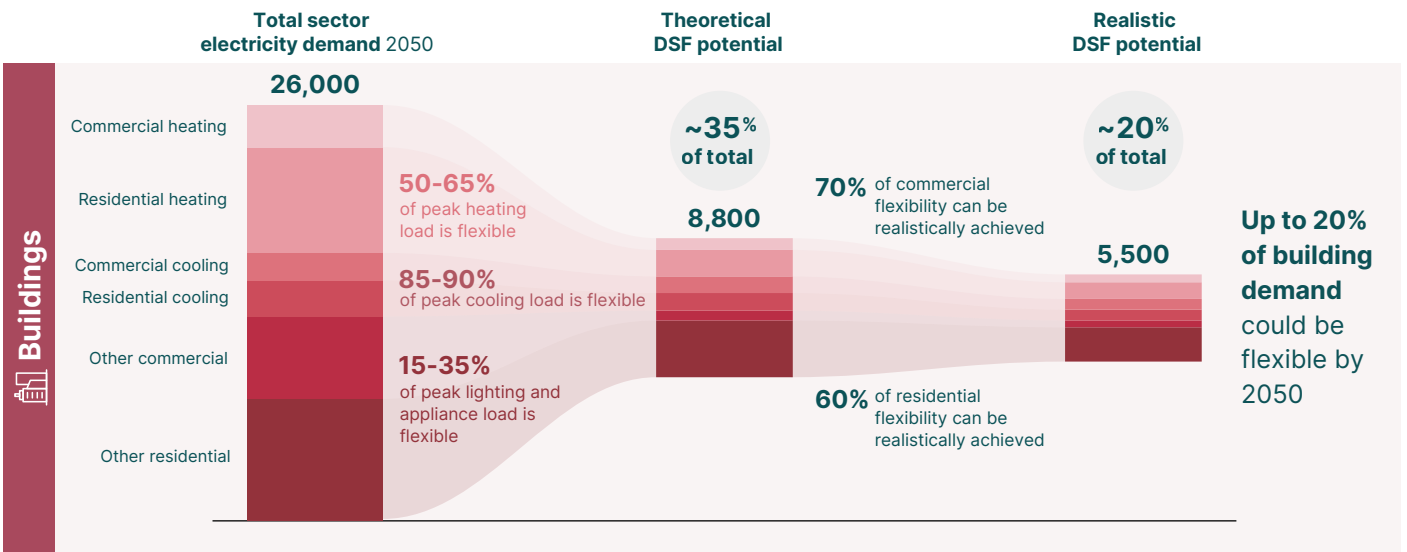 Total sector
electricity demand 2050
Theoretical
DSF potential
Realistic
DSF potential
Buildings
26,000
Commercial heating
Residential heating
Commercial cooling
Residential cooling
Other commercial
Other residential
50-65%
of peak heating
load is flexible
85-90%
of peak cooling load is flexible
15-35%
of peak lighting and
appliance load is
flexible
~35%
of total
8,800
70% of commercial
flexibility can be
realistically achieved
60% of residential
flexibility can be
realistically achieved
~20%
of total
5,500
Up to 20%
of building
demand
could be
flexible by
2050